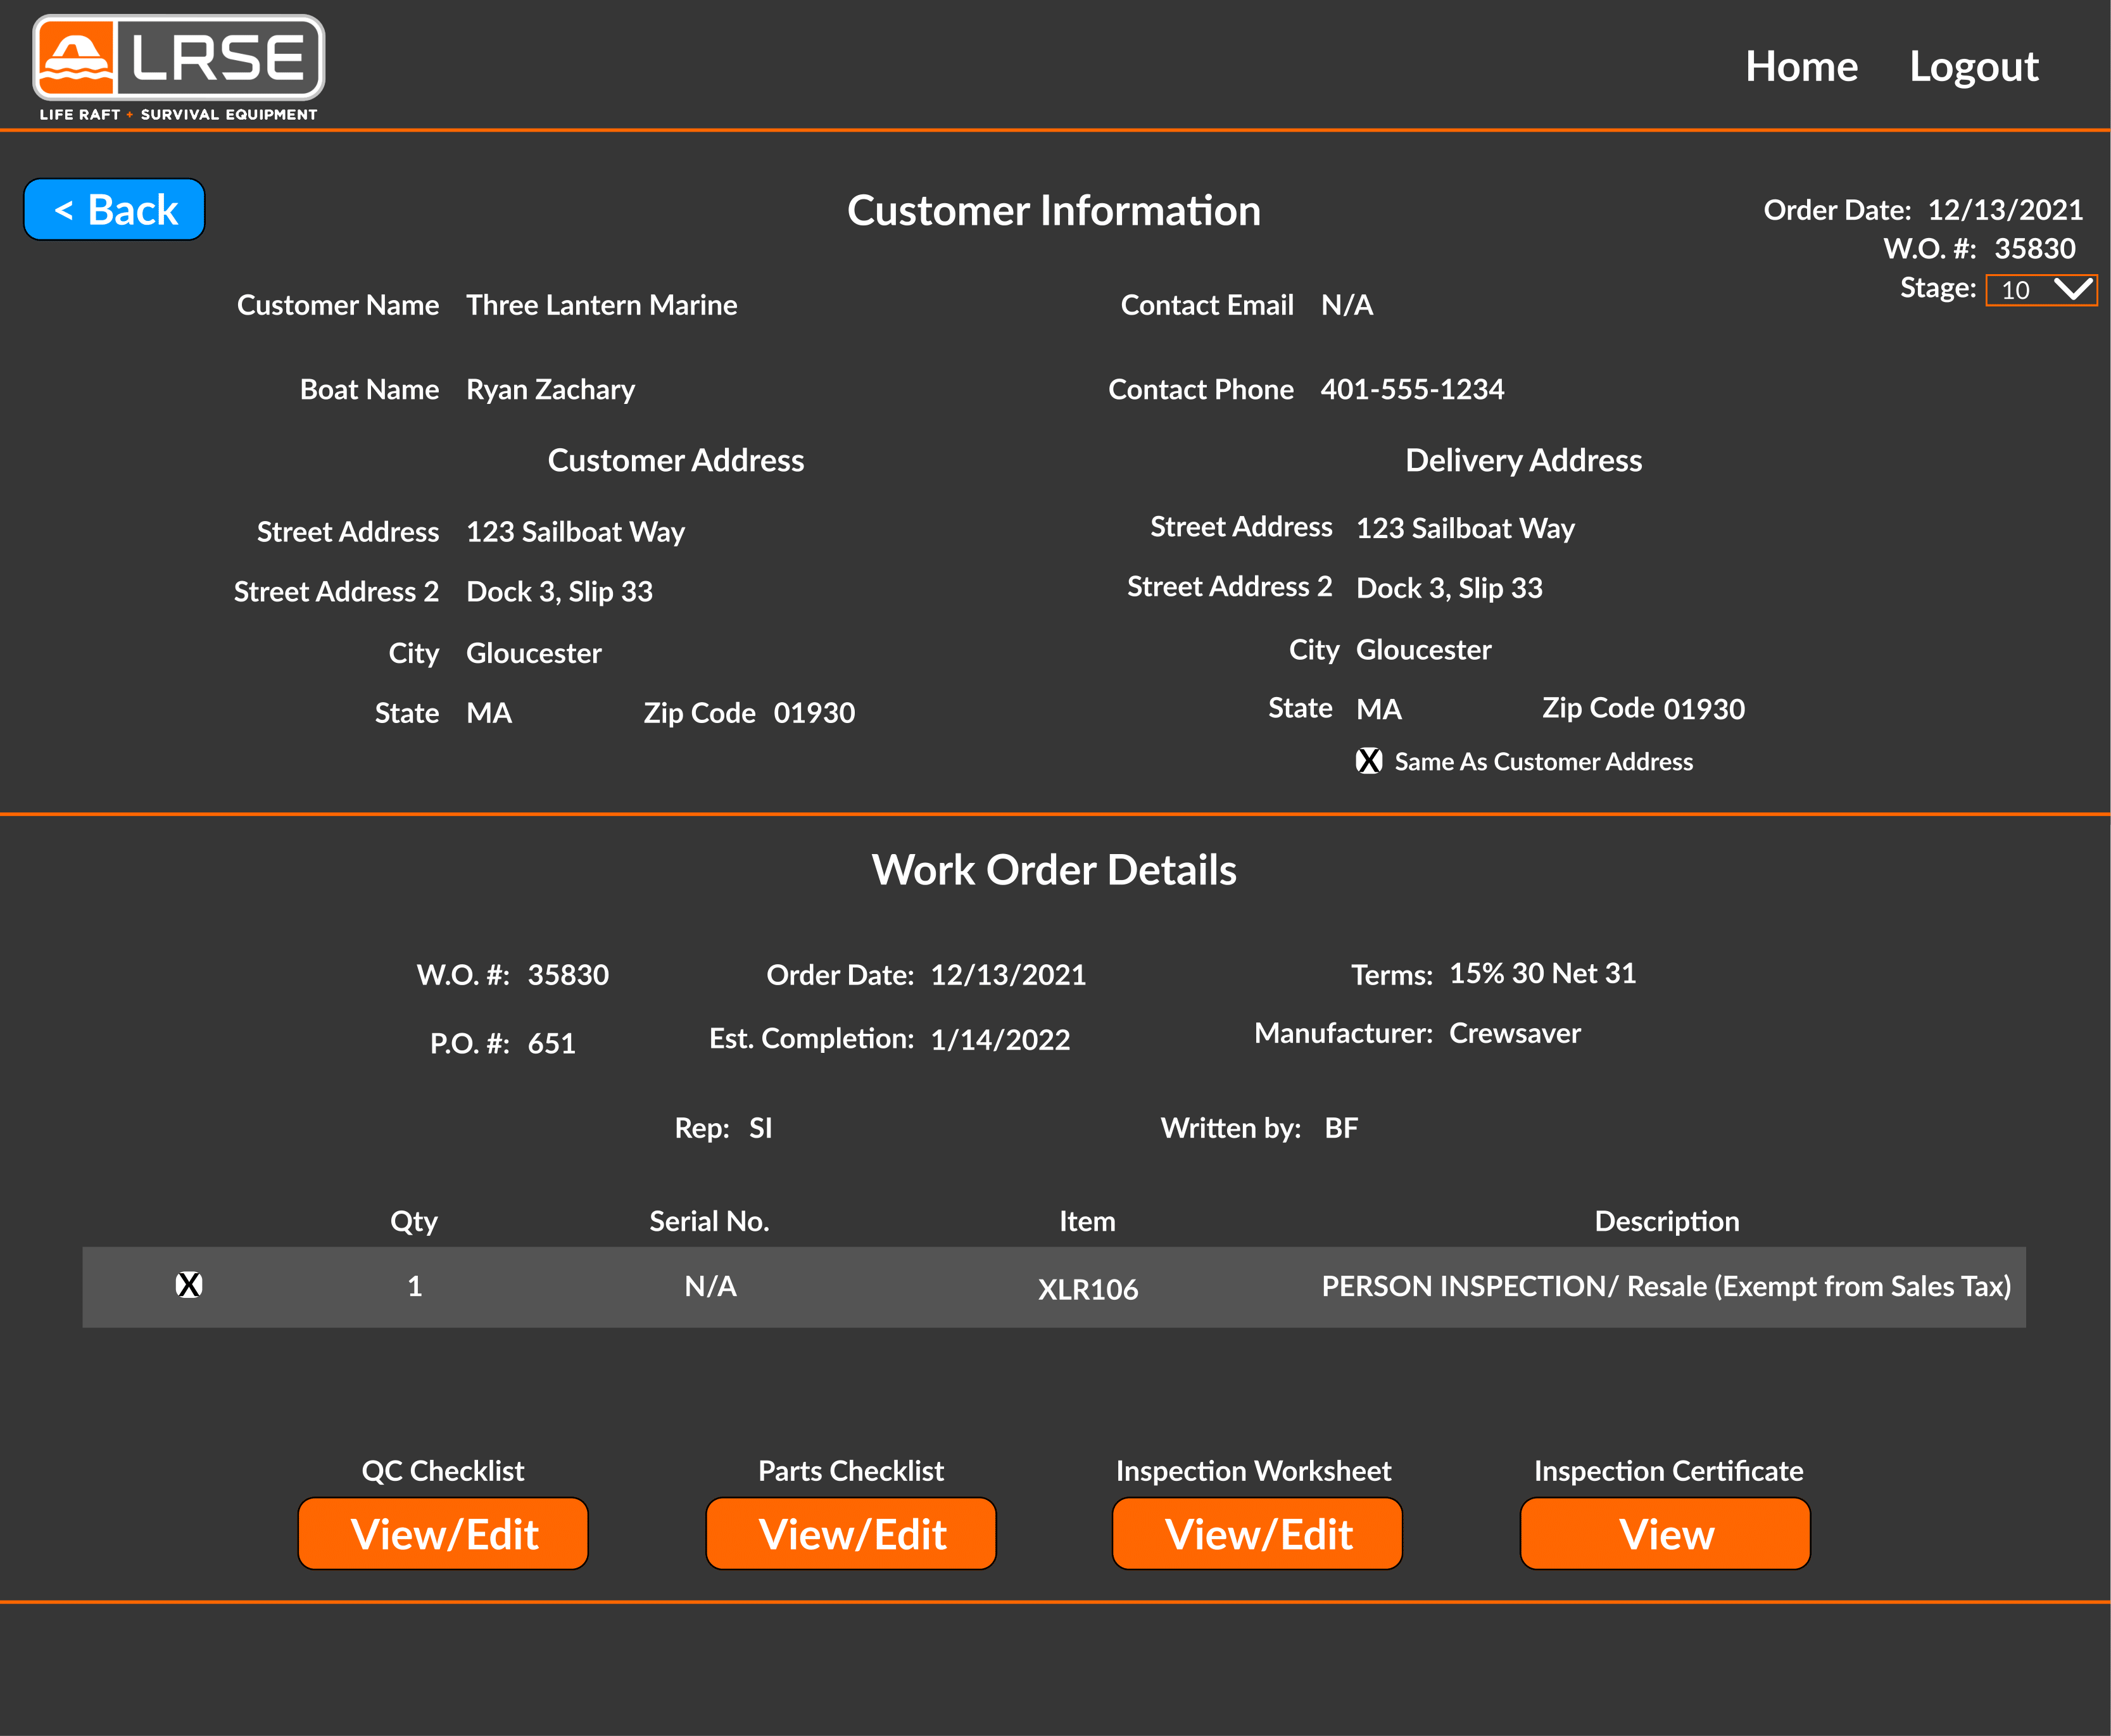 LRSE
LIFE RAFT + SURVIVAL EQUIPMENT
Home Logout
< Back
Customer Information
Order Date: 12/13/2021
W.O. #: 35830
Stage: 10
Customer Name Three Lantern Marine
Contact Email N/A
Boat Name Ryan Zachary
Contact Phone 401-555-1234
Customer Address
Street Address 123 Sailboat Way
Street Address 2 Dock 3, Slip 33
City Gloucester
State MA Zip Code 01930
Delivery Address
Street Address 123 Sailboat Way
Street Address 2 Dock 3, Slip 33
City Gloucester
State MA Zip Code 01930
X Same As Customer Address
Work Order Details
W.O. #: 35830 Order Date: 12/13/2021 Terms: 15% 30 Net 31
P.O. #: 651 Est. Completion: 1/14/2022 Manufacturer: Crewsaver
Rep: SI Written by: BF
Qty Serial No. Item Description
X 1 N/A XLR106 PERSON INSPECTION/ Resale (Exempt from Sales Tax)
QC Checklist Parts Checklist Inspection Worksheet Inspection Certificate
View/Edit View/Edit View/Edit View